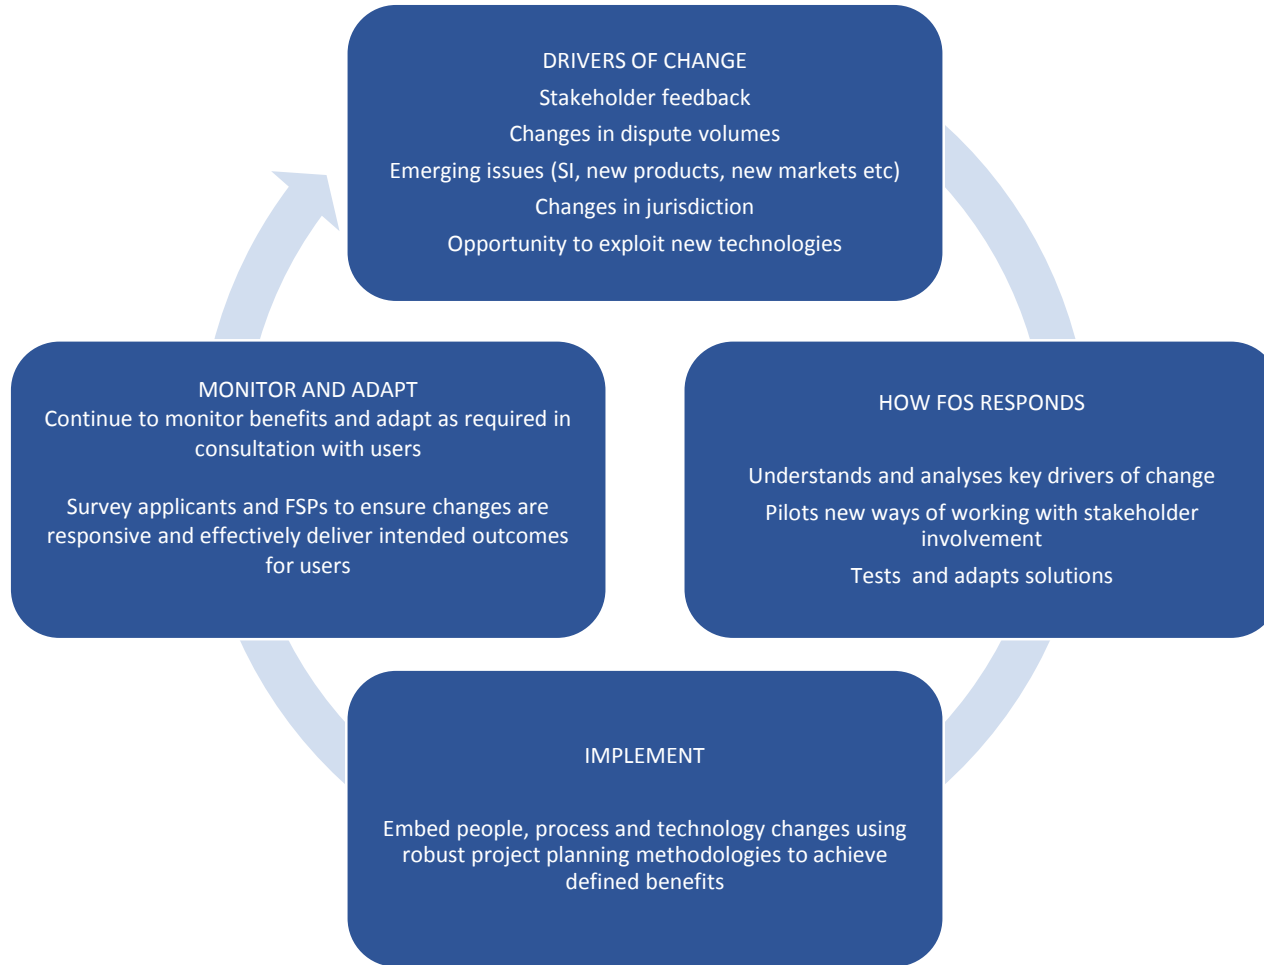 DRIVERS OF CHANGE
Stakeholder feedback
Changes in dispute volumes
Emerging issues (SI, new products, new markets etc)
Changes in jurisdiction
Opportunity to exploit new technologies
HOW FOS RESPONDS
Understands and analyses key drivers of change
Pilots new ways of working with stakeholder
involvement
Tests  and adapts solutions
IMPLEMENT
Embed people, process and technology changes using
robust project planning methodologies to achieve
defined benefits
MONITOR AND ADAPT
Continue to monitor benefits and adapt as required in
consultation with users
Survey applicants and FSPs to ensure changes are
responsive and effectively deliver intended outcomes
for users